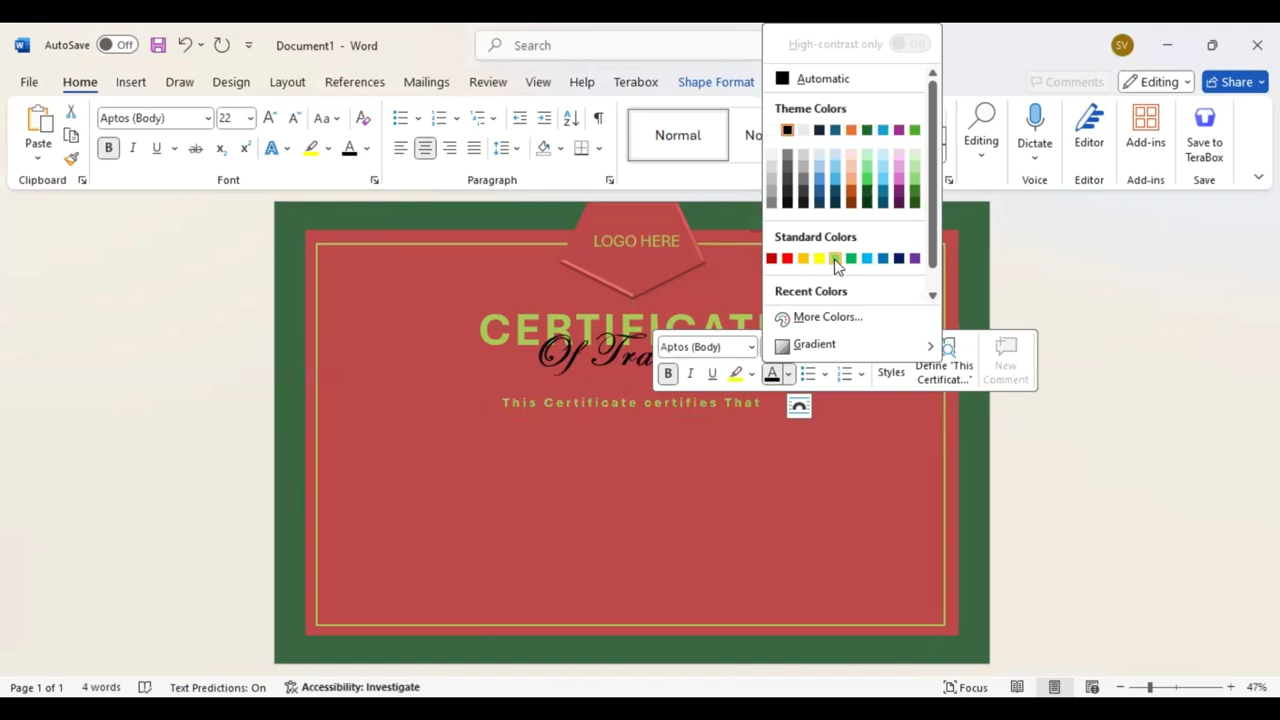 AutoSave Off Document1 - Word Search SV
High-contrast only Off
File Home Insert Draw Design Layout References Mailings Review View Help Terabox Shape Format Comments Editing Share
Automatic
Theme Colors
Paste
Aptos (Body) 22
Normal
No
Editing
Dictate
Editor
Add-ins
Save to
TeraBox
Clipboard Font Paragraph Voice Editor Add-ins Save
Standard Colors
Recent Colors
More Colors...
Gradient
LOGO HERE
CERTIFICAT
Of Tra
This Certificate certifies That
Aptos (Body)
Styles
Define "This
Certificat..."
New
Comment
Page 1 of 1 4 words Text Predictions: On Accessibility: Investigate Focus 47%